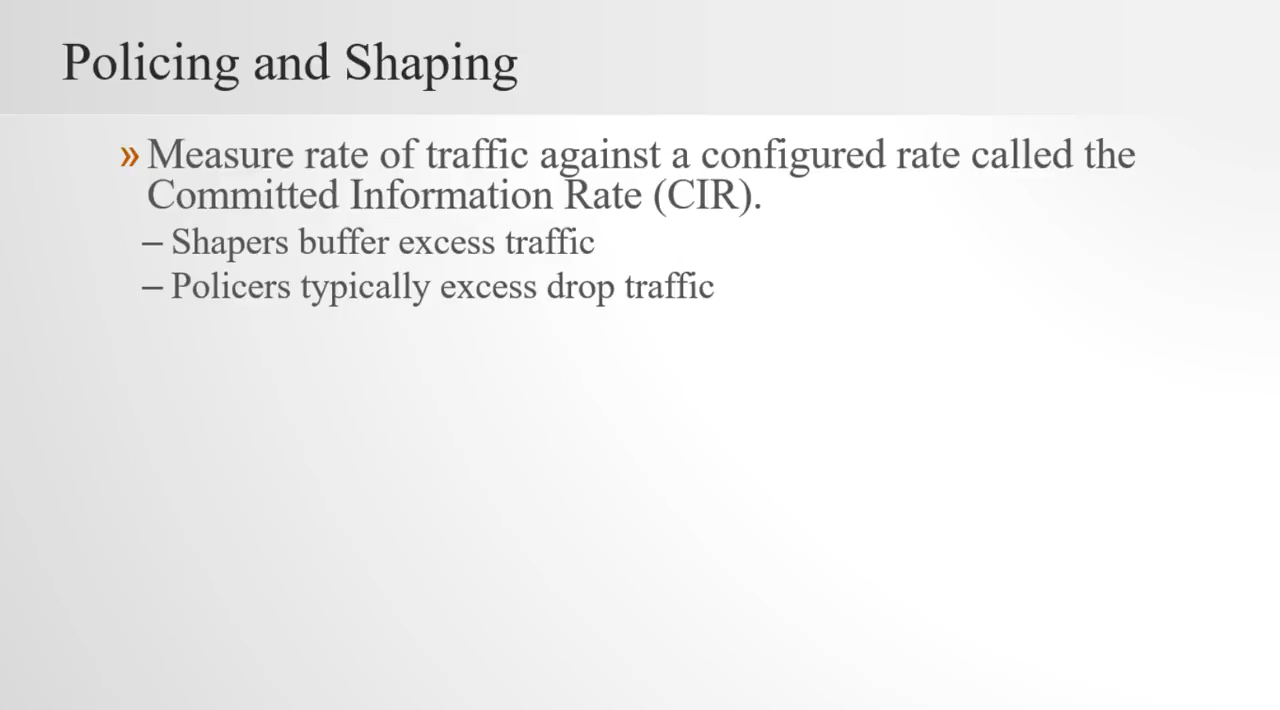 Policing and Shaping
» Measure rate of traffic against a configured rate called the
Committed Information Rate (CIR).
– Shapers buffer excess traffic
– Policers typically excess drop traffic